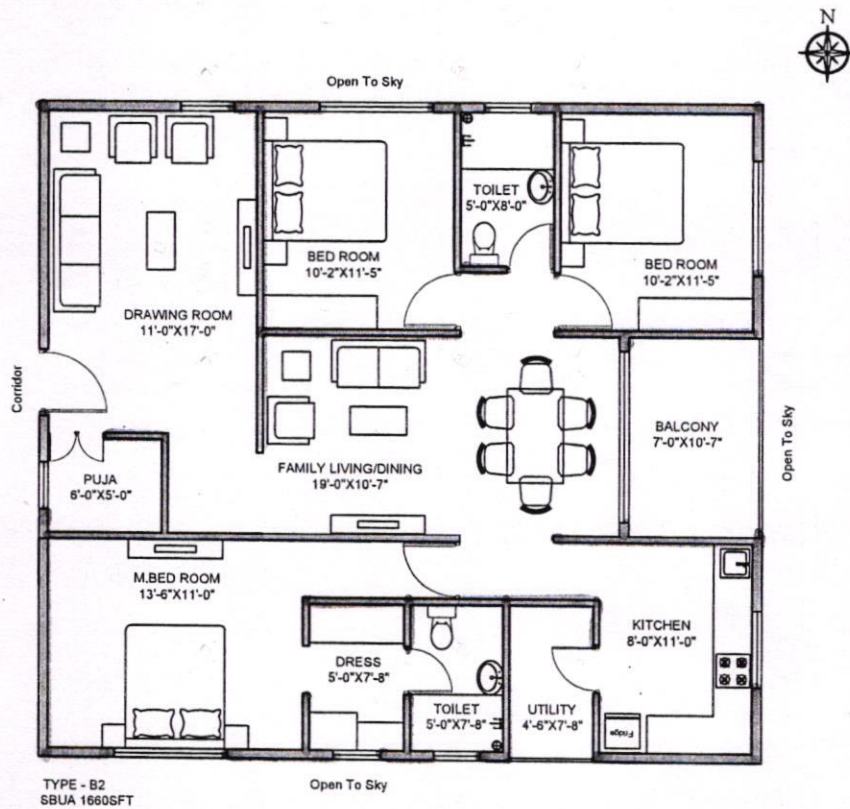 N
Open To Sky
TOILET
5'-0"X8'-0"
BED ROOM
10'-2"X11'-5"
BED ROOM
10'-2"X11'-5"
DRAWING ROOM
11'-0"X17'-0"
Corridor
BALCONY
7'-0"X10'-7"
Open To Sky
FAMILY LIVING/DINING
19'-0"X10'-7"
PUJA
6'-0"X5'-0"
M.BED ROOM
13'-6"X11'-0"
KITCHEN
8'-0"X11'-0"
DRESS
5'-0"X7'-8"
TOILET
5'-0"X7'-8"
UTILITY
4'-6"X7'-8"
Fridge
TYPE - B2
SBUA 1660SFT
Open To Sky